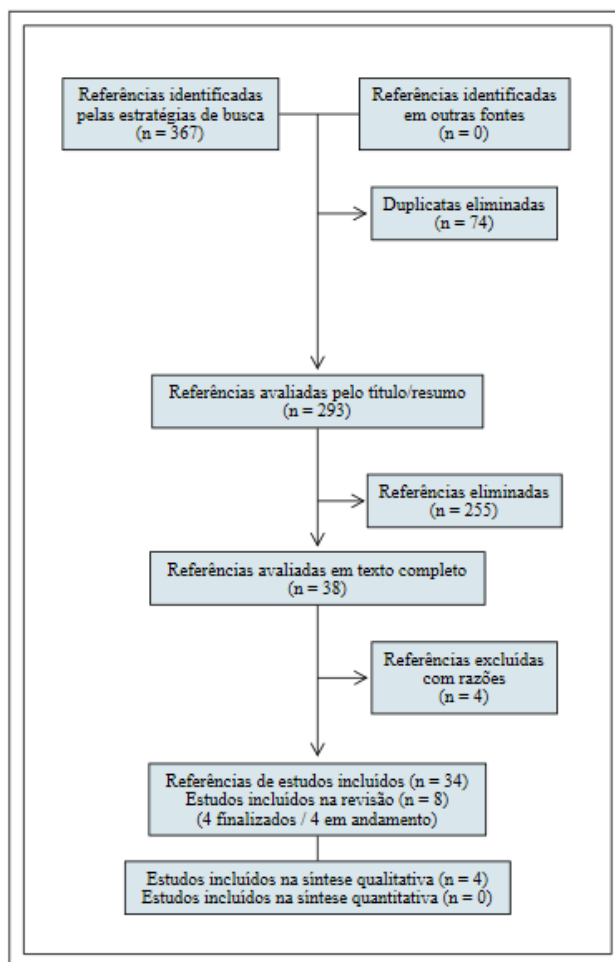 Referências identificadas
pelas estratégias de busca
(n = 367)
Referências identificadas
em outras fontes
(n = 0)
Duplicatas eliminadas
(n = 74)
Referências avaliadas pelo título/resumo
(n = 293)
Referências eliminadas
(n = 255)
Referências avaliadas em texto completo
(n = 38)
Referências excluídas
com razões
(n = 4)
Referências de estudos incluídos (n = 34)
Estudos incluídos na revisão (n = 8)
(4 finalizados / 4 em andamento)
Estudos incluídos na síntese qualitativa (n = 4)
Estudos incluídos na síntese quantitativa (n = 0)